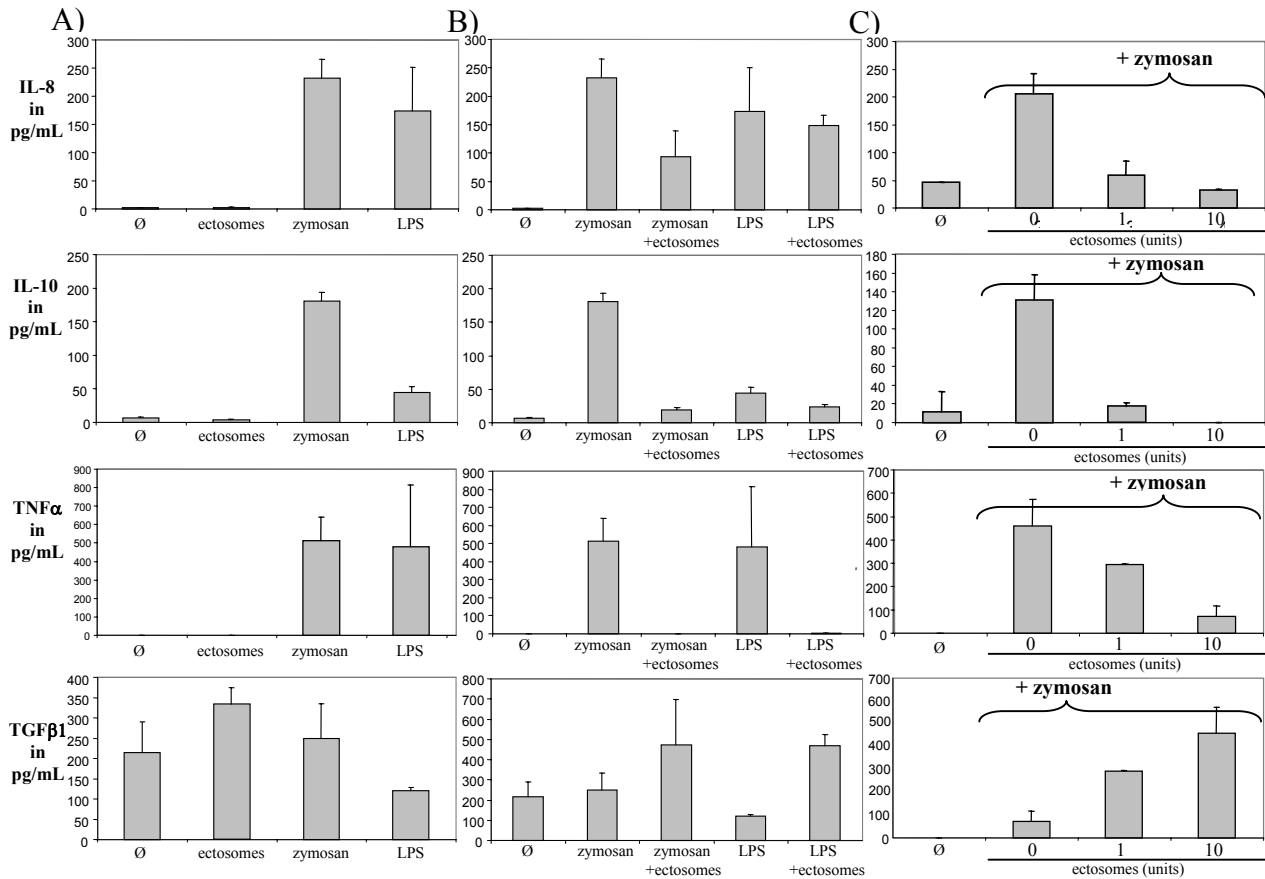 A)
B)
C)
IL-8
in
pg/mL
300
250
200
150
100
50
0
Ø ectosomes zymosan LPS
300
250
200
150
100
50
0
Ø zymosan zymosan LPS LPS
+ectosomes +ectosomes
+ zymosan
300
250
200
150
100
50
0
Ø 0 1 10
ectosomes (units)
IL-10
in
pg/mL
250
200
150
100
50
0
Ø ectosomes zymosan LPS
250
200
150
100
50
0
Ø zymosan zymosan LPS LPS
+ectosomes +ectosomes
+ zymosan
180
160
140
120
100
80
60
40
20
0
Ø 0 1 10
ectosomes (units)
TNFα
in
pg/mL
900
800
700
600
500
400
300
200
100
0
Ø ectosomes zymosan LPS
900
800
700
600
500
400
300
200
100
0
Ø zymosan zymosan LPS LPS
+ectosomes +ectosomes
+ zymosan
700
600
500
400
300
200
100
0
Ø 0 1 10
ectosomes (units)
TGFβ1
in
pg/mL
400
350
300
250
200
150
100
50
0
Ø ectosomes zymosan LPS
800
700
600
500
400
300
200
100
0
Ø zymosan zymosan LPS LPS
+ectosomes +ectosomes
+ zymosan
700
600
500
400
300
200
100
0
Ø 0 1 10
ectosomes (units)